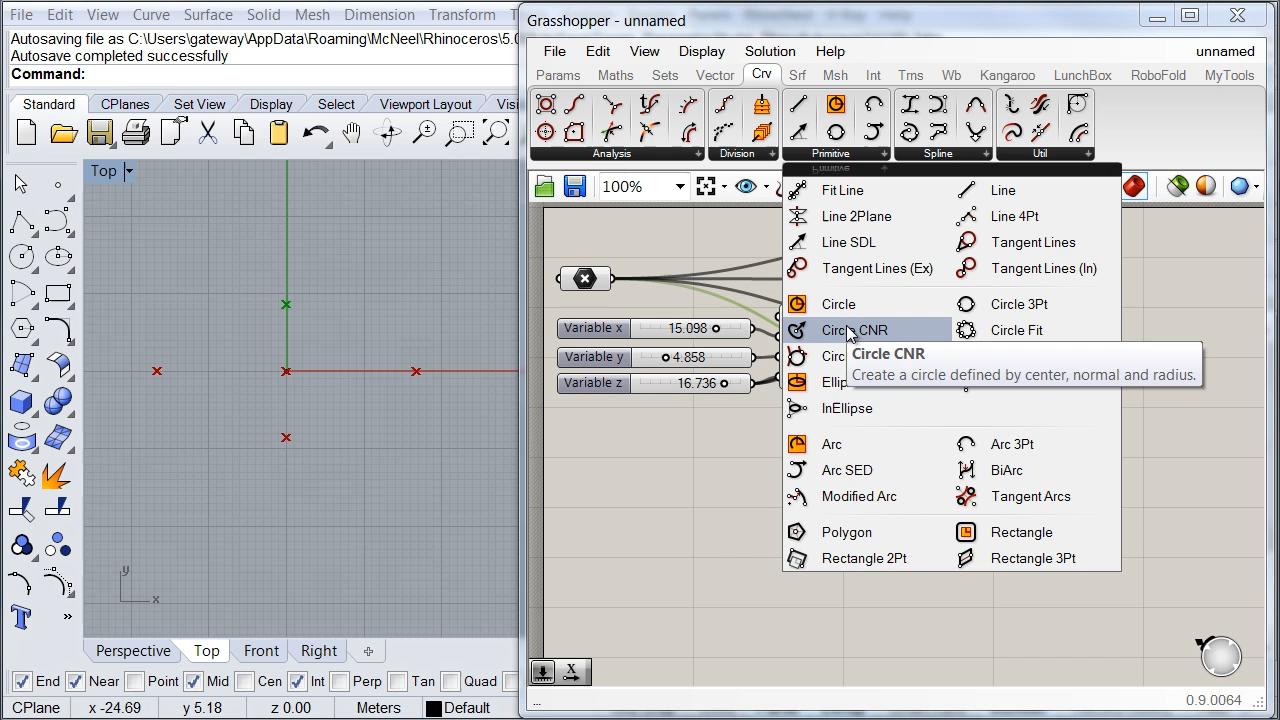 File Edit View Curve Surface Solid Mesh Dimension Transform
Autosaving file as C:\Users\gateway\AppData\Roaming\McNeel\Rhinoceros\5.0
Autosave completed successfully
Command:
Standard CPlanes Set View Display Select Viewport Layout
Top
y
x
Perspective Top Front Right
End Near Point Mid Cen Int Perp Tan Quad
CPlane x -24.69 y 5.18 z 0.00 Meters Default
Grasshopper - unnamed
File Edit View Display Solution Help unnamed
Params Maths Sets Vector Crv Srf Msh Int Trns Wb Kangaroo LunchBox RoboFold MyTools
Analysis Division Primitive Spline Util
100%
Primitive
Fit Line Line
Line 2Plane Line 4Pt
Line SDL Tangent Lines
Tangent Lines (Ex) Tangent Lines (In)
Circle Circle 3Pt
Circle CNR Circle Fit
Circ
Ellip
InEllipse
Arc Arc 3Pt
Arc SED BiArc
Modified Arc Tangent Arcs
Polygon Rectangle
Rectangle 2Pt Rectangle 3Pt
Circle CNR
Create a circle defined by center, normal and radius.
Variable x 15.098
Variable y 4.858
Variable z 16.736
X
... 0.9.0064